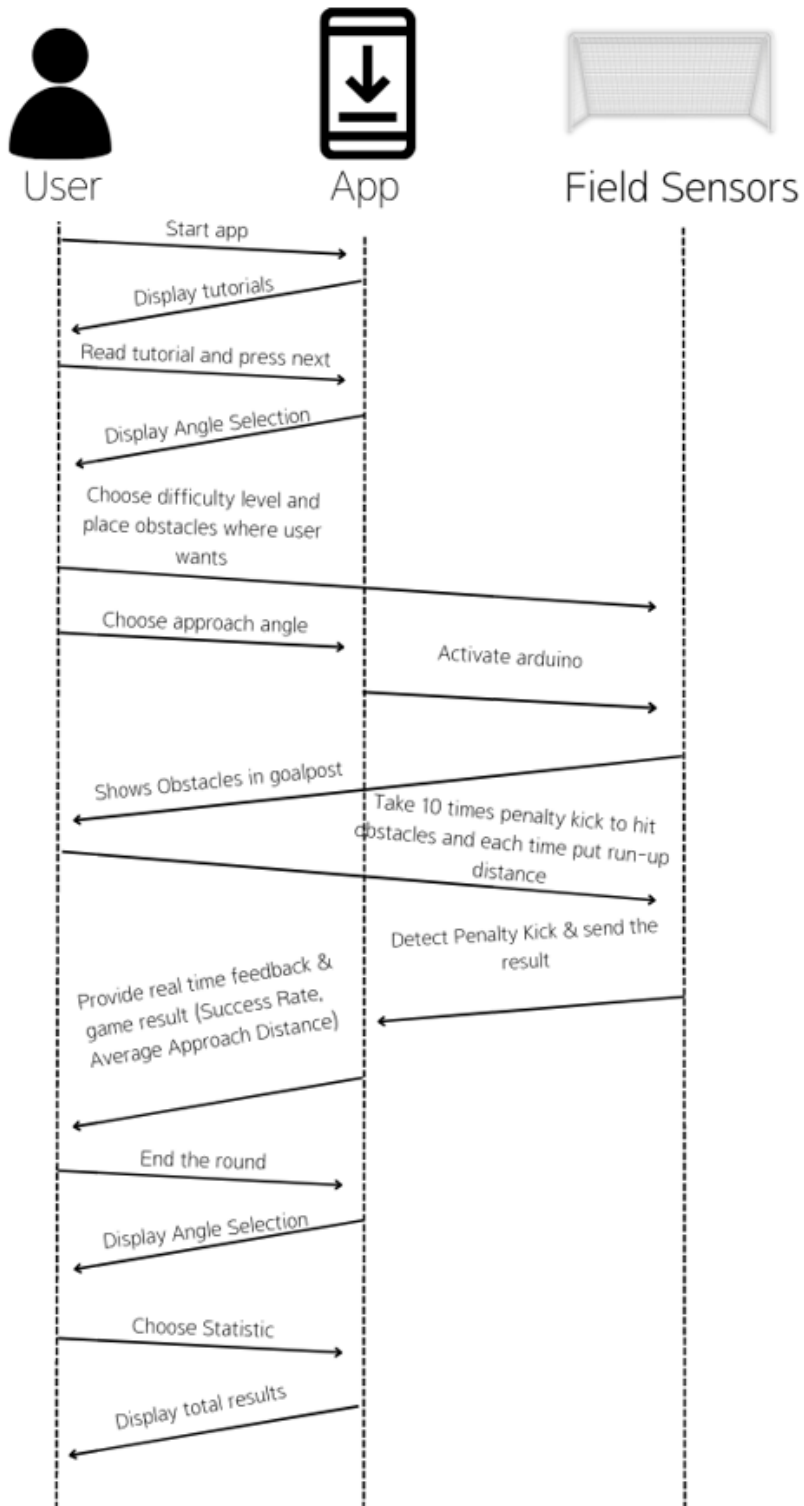 User
App
Field Sensors
Start app
Display tutorials
Read tutorial and press next
Display Angle Selection
Choose difficulty level and
place obstacles where user
wants
Choose approach angle
Activate arduino
Shows Obstacles in goalpost
Take 10 times penalty kick to hit
obstacles and each time put run-up
distance
Detect Penalty Kick & send the
result
Provide real time feedback &
game result (Success Rate,
Average Approach Distance)
End the round
Display Angle Selection
Choose Statistic
Display total results